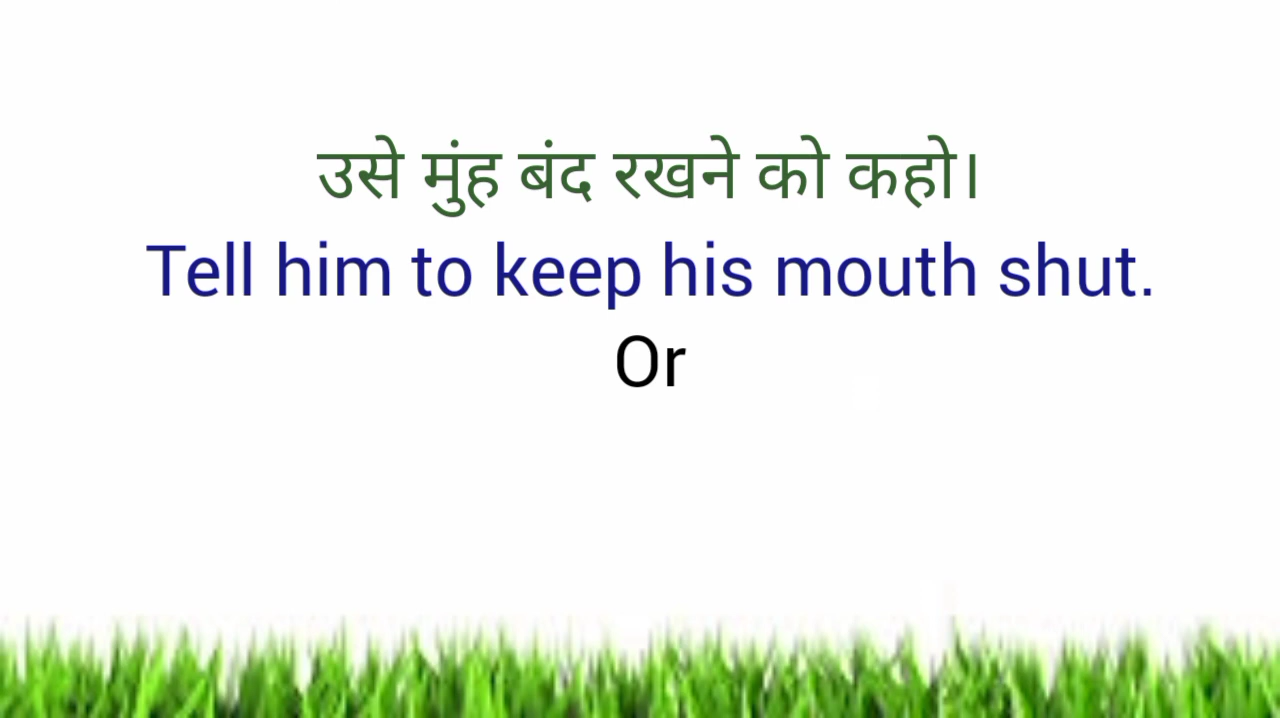 उसे मुंह बंद रखने को कहो।
Tell him to keep his mouth shut.
Or